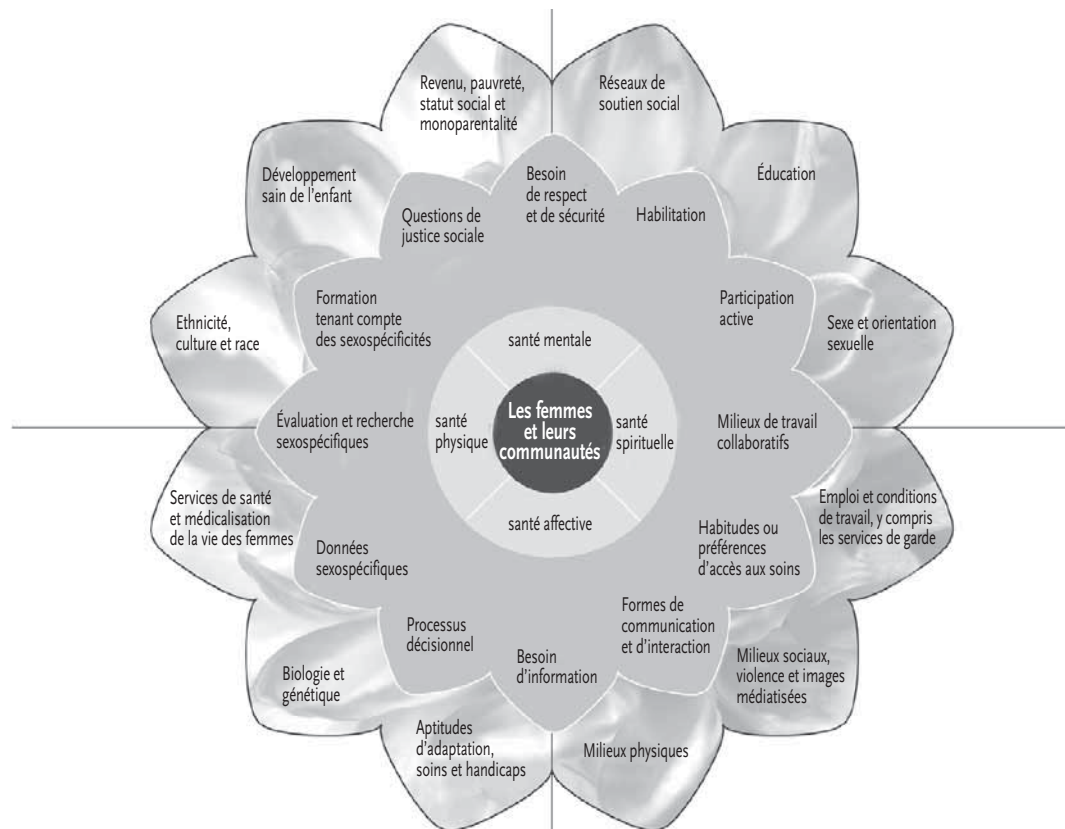 Revenu, pauvreté,
statut social et
monoparentalité
Réseaux de
soutien social
Développement
sain de l’enfant
Éducation
Besoin
de respect
et de sécurité
Questions de
justice sociale
Habilitation
Formation
tenant compte
des sexospécificités
Participation
active
Ethnicité,
culture et race
Sexe et orientation
sexuelle
santé mentale
Évaluation et recherche
sexospécifiques
santé
physique
Les femmes
et leurs
communautés
santé
spirituelle
Milieux de travail
collaboratifs
santé affective
Services de santé
et médicalisation
de la vie des femmes
Emploi et conditions
de travail, y compris
les services de garde
Données
sexospécifiques
Habitudes ou
préférences
d’accès aux soins
Processus
décisionnel
Besoin
d’information
Formes de
communication
et d’interaction
Biologie et
génétique
Milieux sociaux,
violence et images
médiatisées
Aptitudes
d’adaptation,
soins et handicaps
Milieux physiques